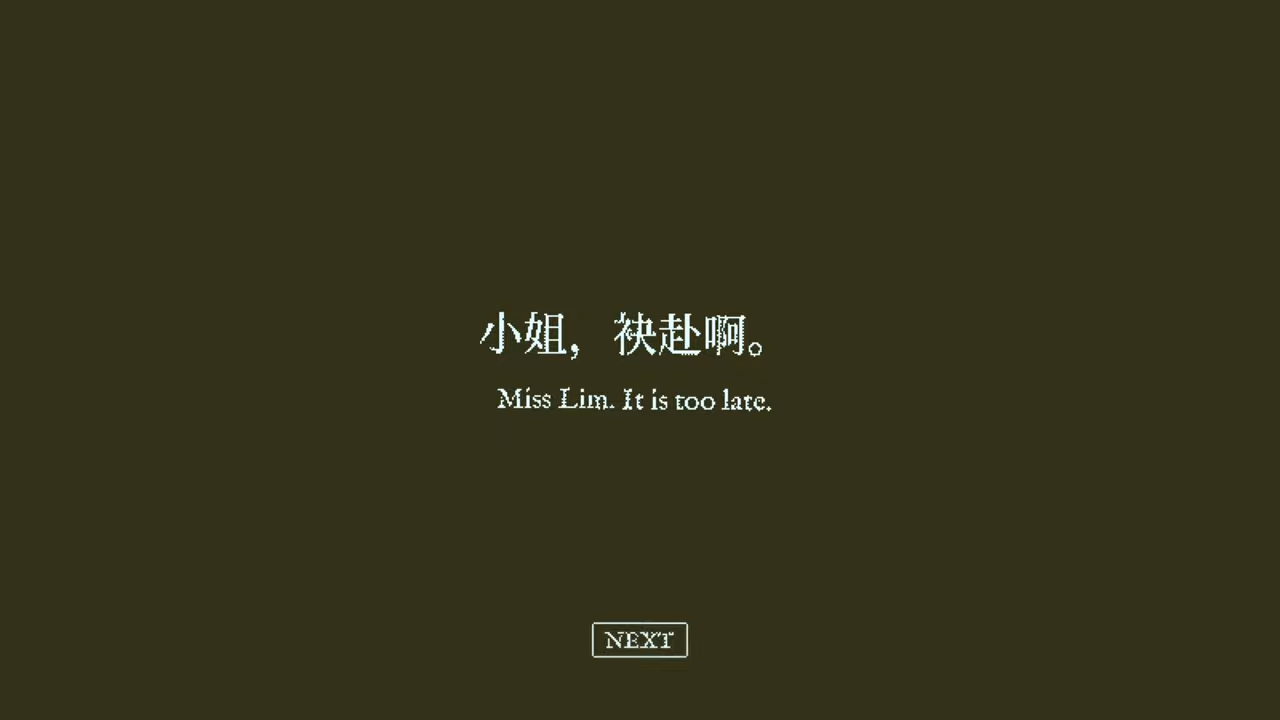 小姐，袂赴啊。
Miss Lim. It is too late.
NEXT